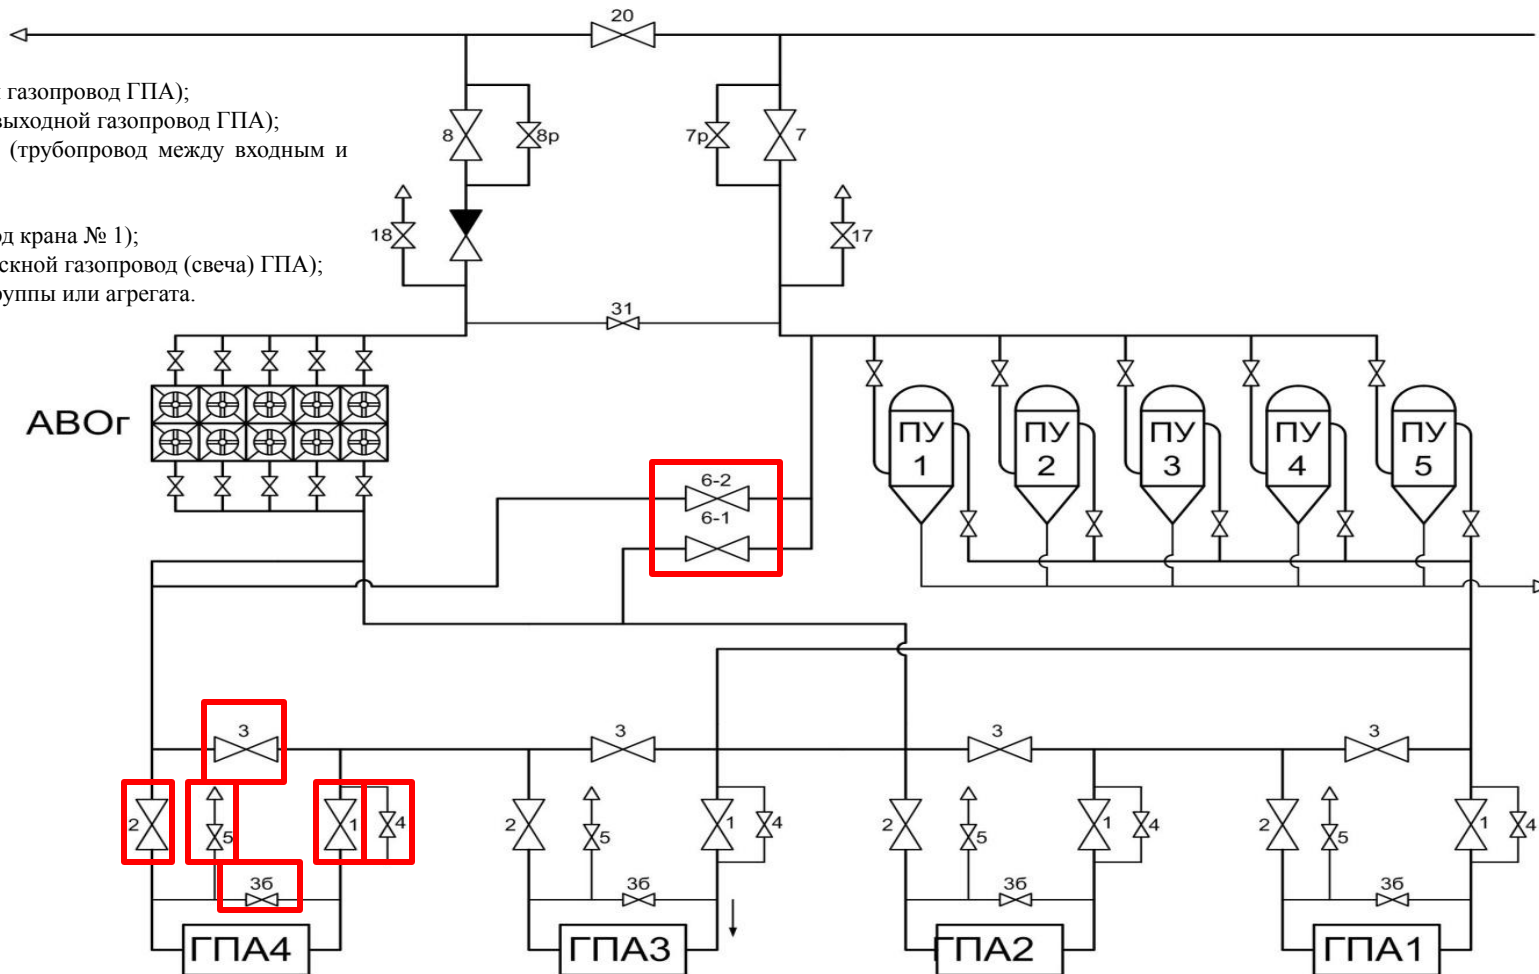 20
й газопровод ГПА);
выходной газопровод ГПА);
(трубопровод между входным и
8
8р
7р
7
18
17
од крана № 1);
скной газопровод (свеча) ГПА);
руппы или агрегата.
31
АВОг
ПУ 1
ПУ 2
ПУ 3
ПУ 4
ПУ 5
6-2
6-1
3
3
3
3
2
5
1
4
2
5
1
4
2
5
1
4
2
5
1
4
3б
3б
3б
3б
ГПА4
ГПА3
ГПА2
ГПА1